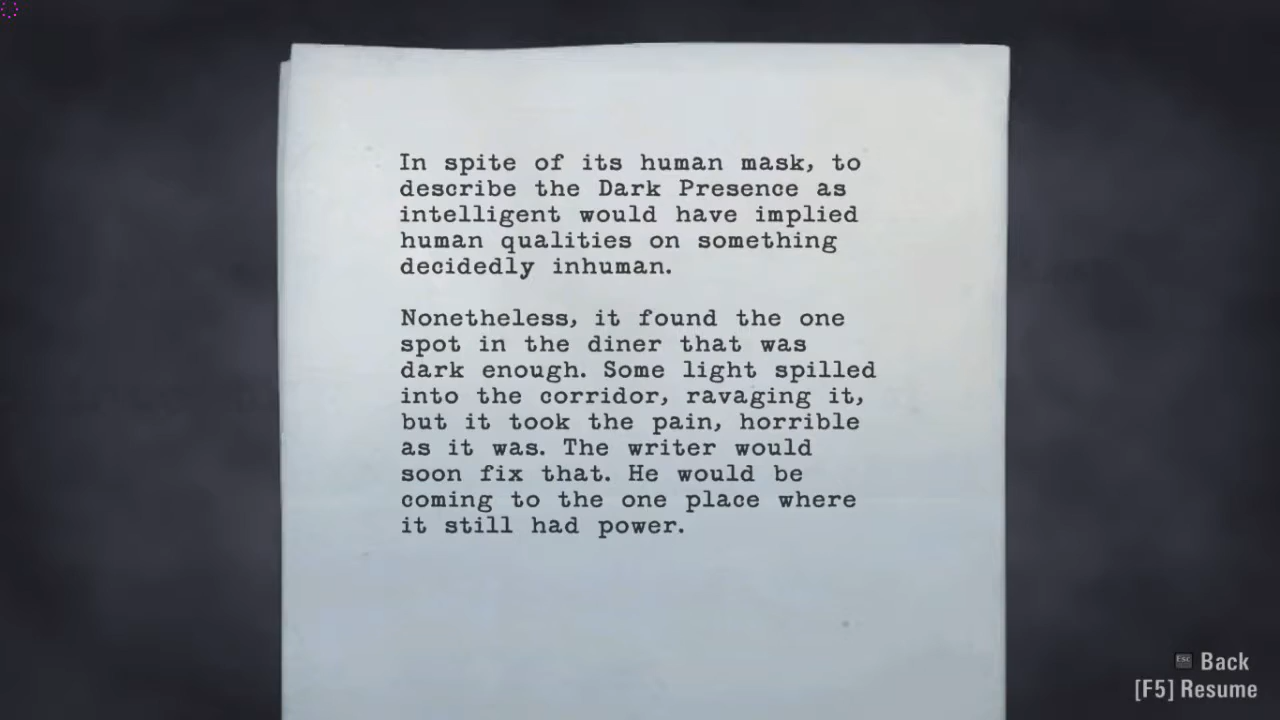 In spite of its human mask, to
describe the Dark Presence as
intelligent would have implied
human qualities on something
decidedly inhuman.
Nonetheless, it found the one
spot in the diner that was
dark enough. Some light spilled
into the corridor, ravaging it,
but it took the pain, horrible
as it was. The writer would
soon fix that. He would be
coming to the one place where
it still had power.
Esc Back
[F5] Resume